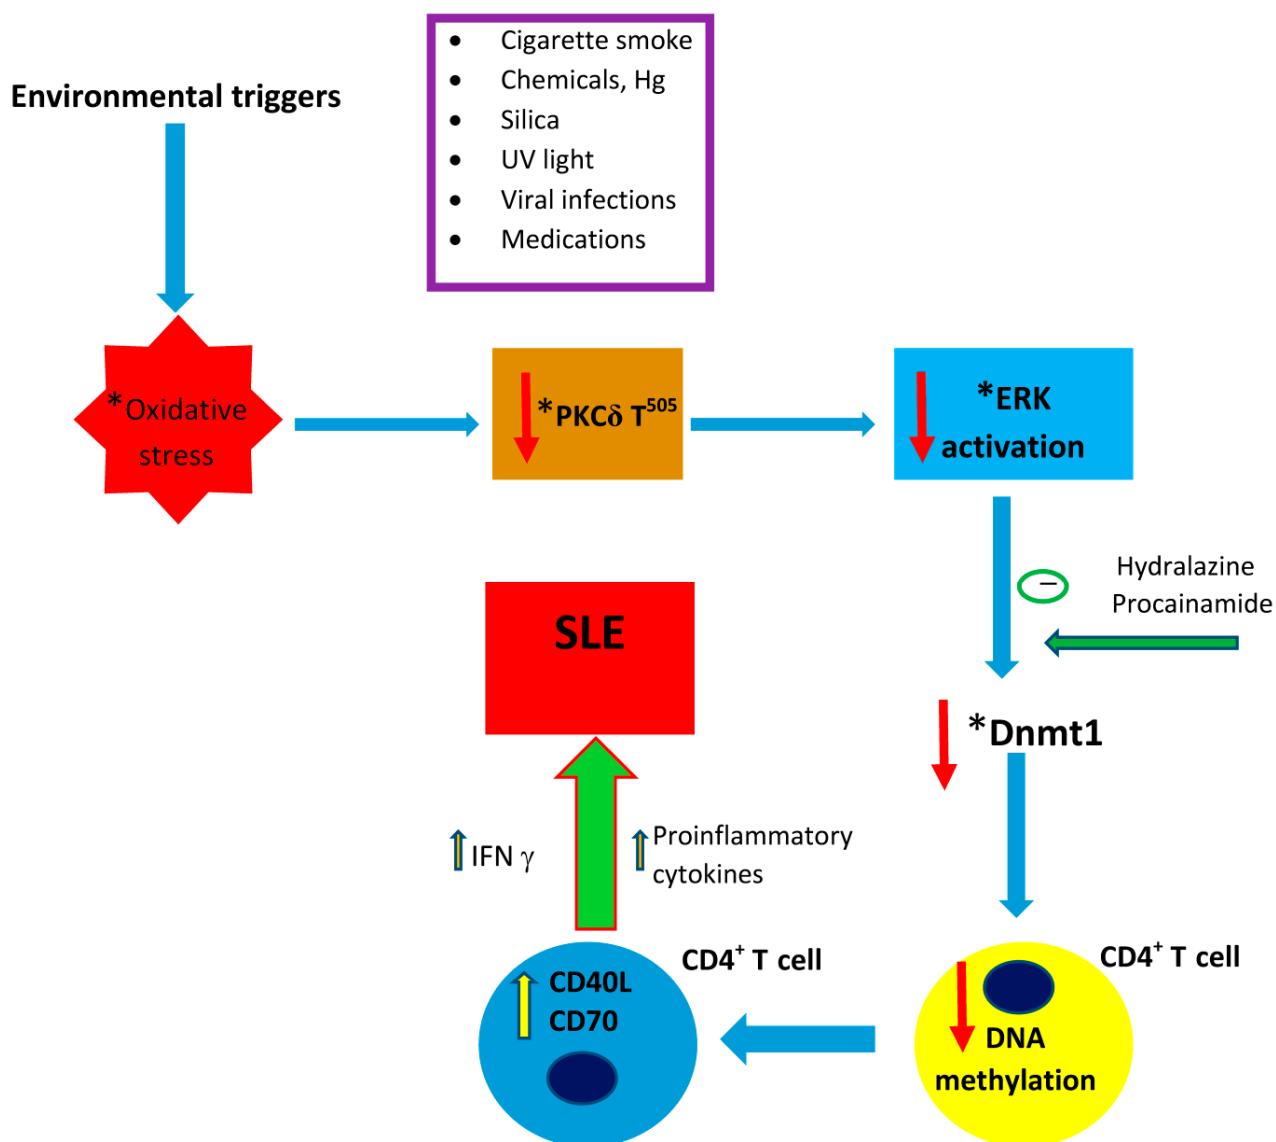 • Cigarette smoke
• Chemicals, Hg
• Silica
• UV light
• Viral infections
• Medications
Environmental triggers
*Oxidative
stress
*PKCδ T⁵⁰⁵
*ERK
activation
Hydralazine
Procainamide
–
SLE
*Dnmt1
IFN γ
Proinflammatory
cytokines
CD4⁺ T cell
CD40L
CD70
CD4⁺ T cell
DNA
methylation